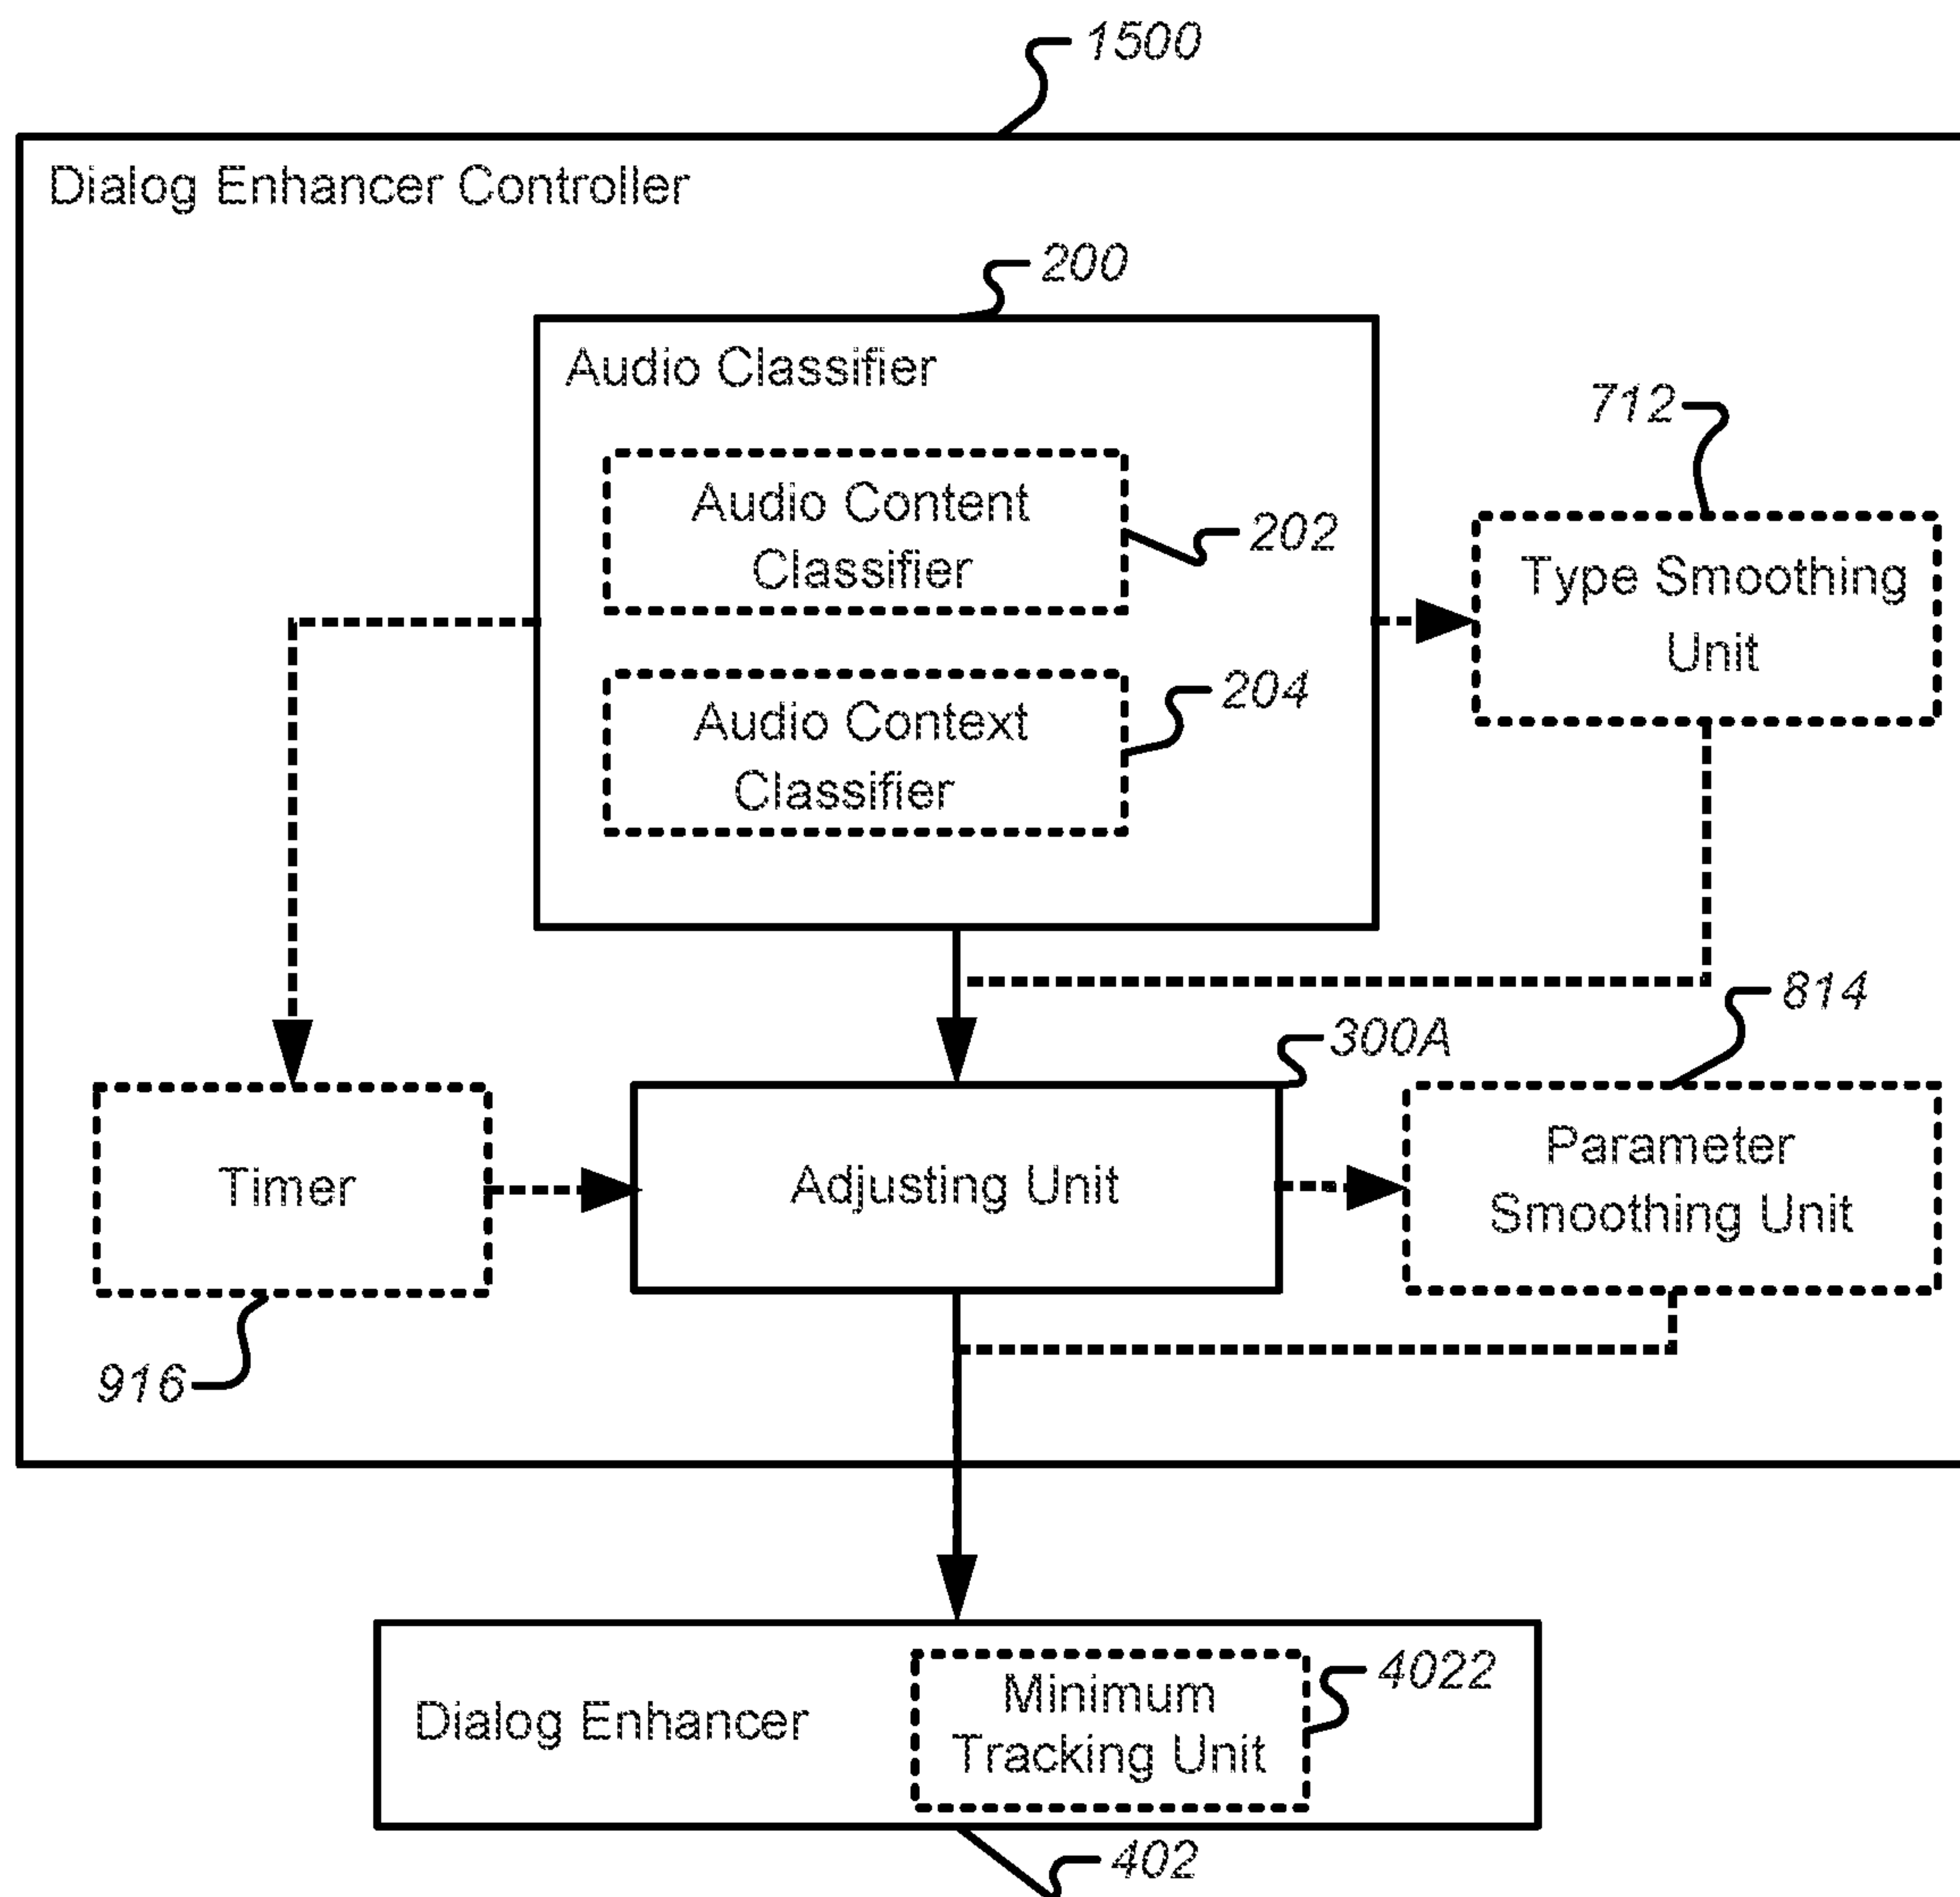 1500
Dialog Enhancer Controller
200
Audio Classifier
712
Audio Content
Classifier
202
Type Smoothing
Unit
204
Audio Context
Classifier
814
300A
Timer
Adjusting Unit
Parameter
Smoothing Unit
916
4022
Dialog Enhancer
Minimum
Tracking Unit
402